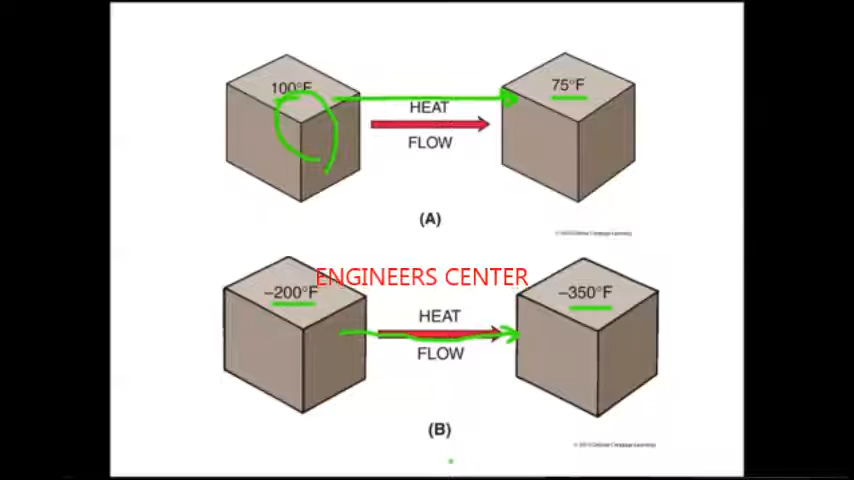 100°F
75°F
HEAT
FLOW
(A)
ENGINEERS CENTER
–200°F
–350°F
HEAT
FLOW
(B)